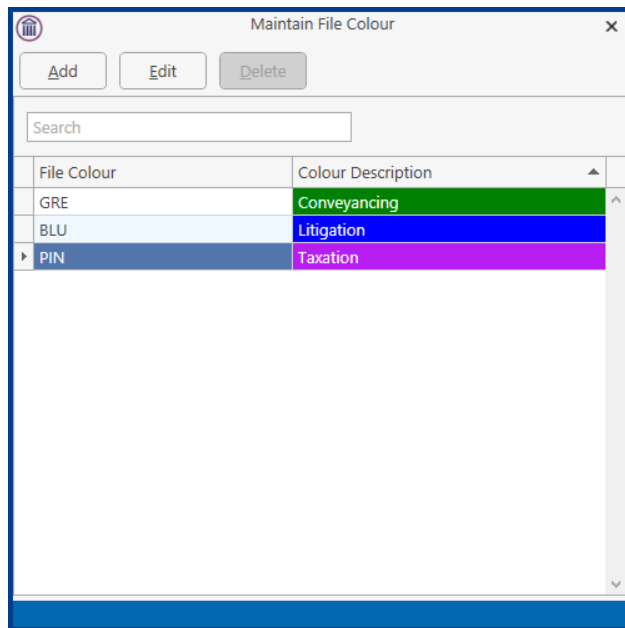 Maintain File Colour
Add Edit Delete
Search
File Colour Colour Description
GRE Conveyancing
BLU Litigation
PIN Taxation